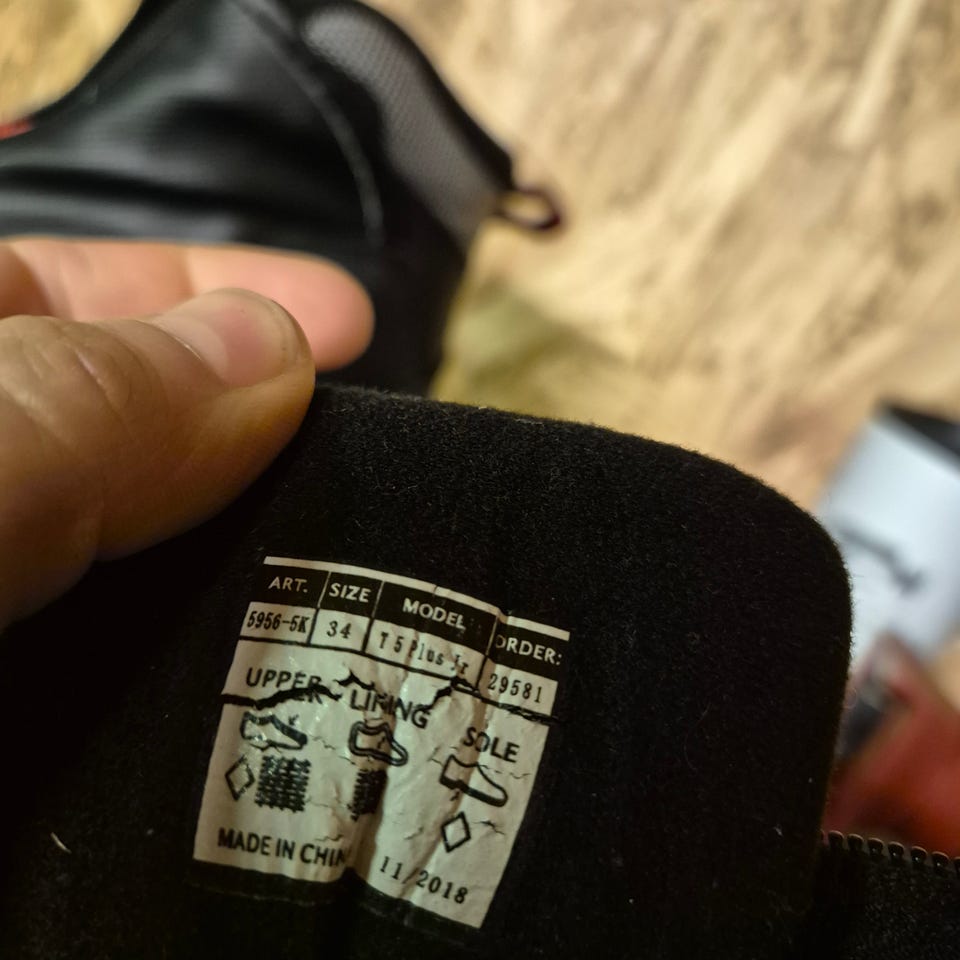 ART. SIZE MODEL ORDER:
5956-5K 34 T5 Plus Jr 29581
UPPER LINING SOLE
MADE IN CHIN 11/2018